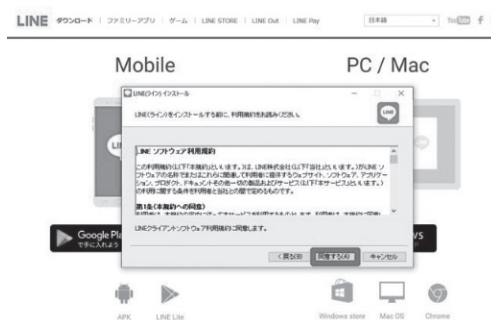 LINE ダウンロード | ファミリーアプリ | ゲーム | LINE STORE | LINE Out | LINE Pay 日本語 You Tube f
Mobile PC / Mac
LINE(ライン) インストール
LINE(ライン)をインストールする前に、利用規約をお読みください。
LINE
LINE ソフトウェア利用規約
この利用規約(以下「本規約」といいます。)は、LINE株式会社(以下「当社」といいます。)がLINE ソ
フトウェアの名称でまたはこれらに関連して利用者に提供するウェブサイト、ソフトウェア、アプリケー
ション、プロダクト、ドキュメントその他一切の製品およびサービス(以下「本サービス」といいます。)
の利用に関する条件を利用者と当社との間で定めるものです。
第1条(本規約への同意)
LINEクライアントソフトウェア利用規約に同意します。
< 戻る(B) 同意する(A) キャンセル
Google Pla
で手に入れよう
WS
APK LINE Lite Windows store Mac OS Chrome